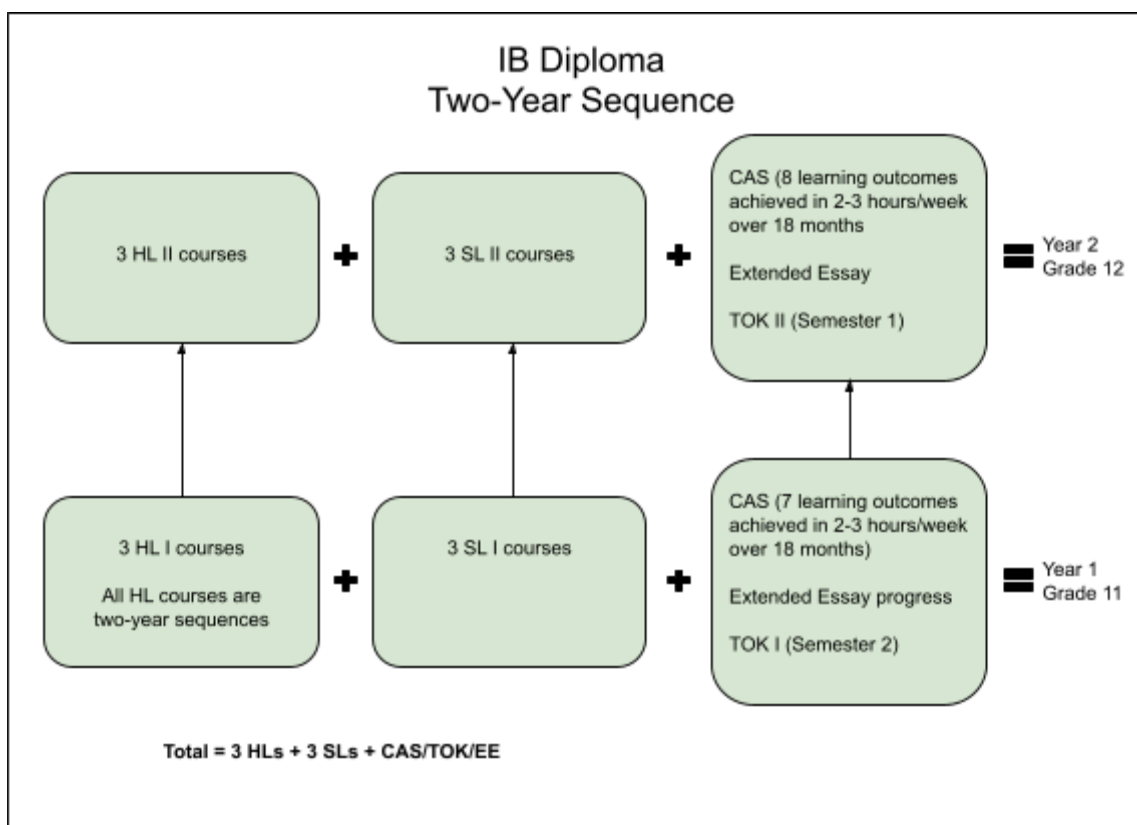 IB Diploma
Two-Year Sequence
3 HL II courses
3 SL II courses
CAS (8 learning outcomes
achieved in 2-3 hours/week
over 18 months
Extended Essay
TOK II (Semester 1)
Year 2
Grade 12
3 HL I courses
All HL courses are
two-year sequences
3 SL I courses
CAS (7 learning outcomes
achieved in 2-3 hours/week
over 18 months)
Extended Essay progress
TOK I (Semester 2)
Year 1
Grade 11
Total = 3 HLs + 3 SLs + CAS/TOK/EE